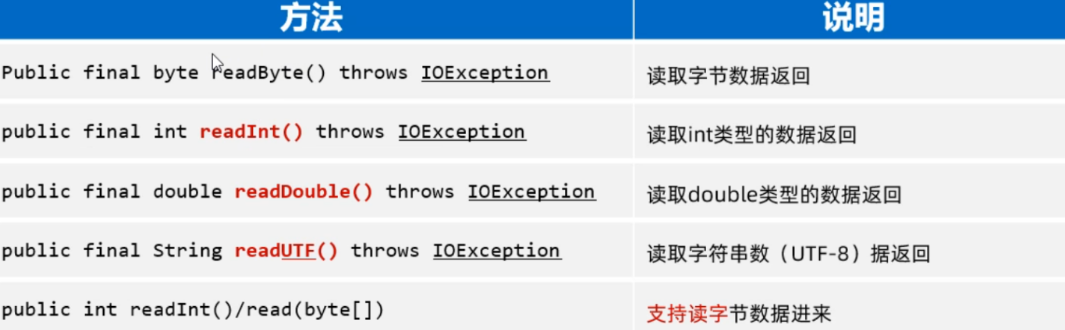 方法 说明
Public final byte readByte() throws IOException 读取字节数据返回
public final int readInt() throws IOException 读取int类型的数据返回
public final double readDouble() throws IOException 读取double类型的数据返回
public final String readUTF() throws IOException 读取字符串数（UTF-8）据返回
public int readInt()/read(byte[]) 支持读字节数据进来